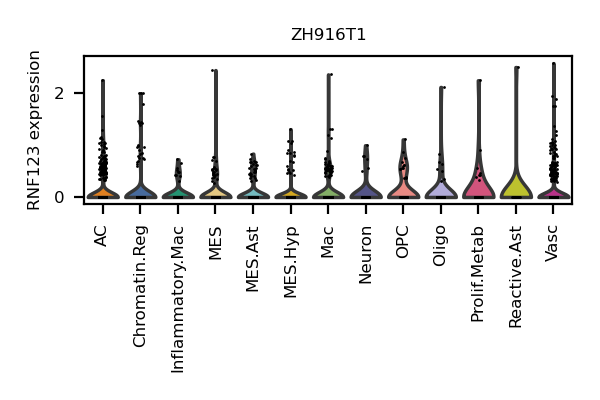 ZH916T1
RNF123 expression
2
0
AC
Chromatin.Reg
Inflammatory.Mac
MES
MES.Ast
MES.Hyp
Mac
Neuron
OPC
Oligo
Prolif.Metab
Reactive.Ast
Vasc